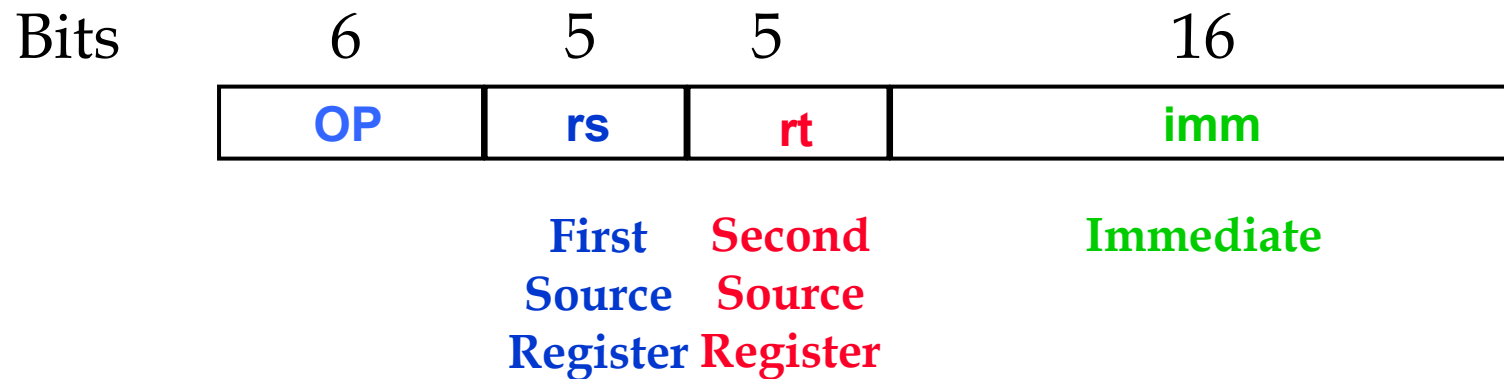 Bits 6 5 5 16
OP rs rt imm
First Second Immediate
Source Source
Register Register